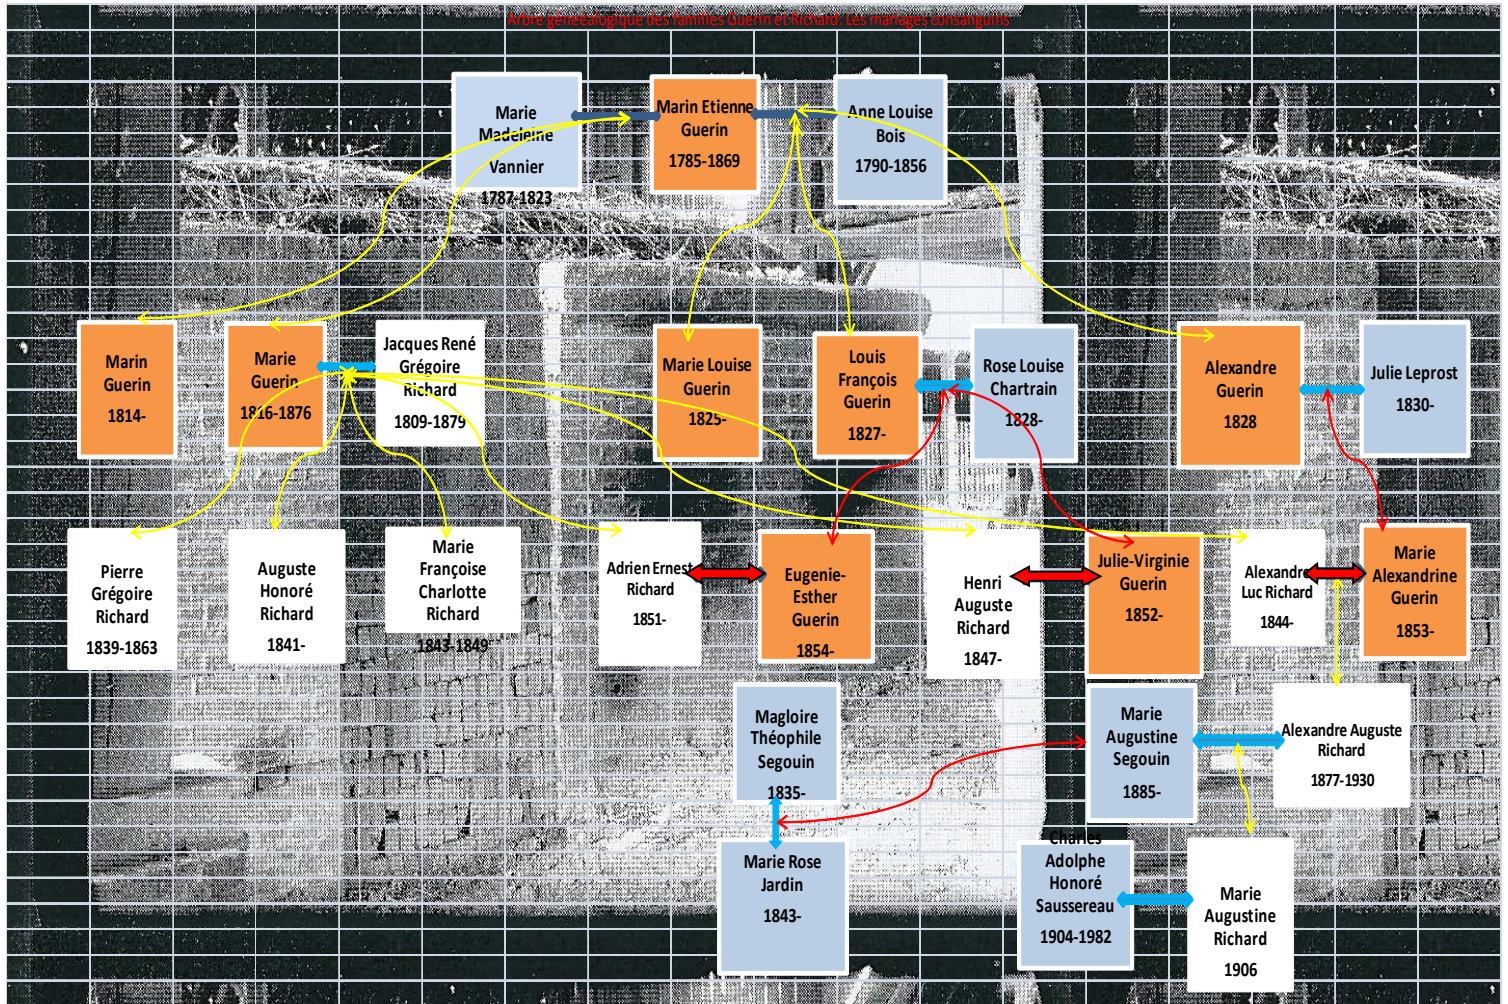 Arbre généealogique des familles Guerin et Richard. Les mariages consanguins
Marie
Madeleine
Vannier
1787-1823
Marin Etienne
Guerin
1785-1869
Anne Louise
Bois
1790-1856
Marin
Guerin
1814-
Marie
Guerin
1816-1876
Jacques René
Grégoire
Richard
1809-1879
Marie Louise
Guerin
1825-
Louis
François
Guerin
1827-
Rose Louise
Chartrain
1828-
Alexandre
Guerin
1828
Julie Leprost
1830-
Pierre
Grégoire
Richard
1839-1863
Auguste
Honoré
Richard
1841-
Marie
Françoise
Charlotte
Richard
1843-1849
Adrien Ernest
Richard
1851-
Eugenie-
Esther
Guerin
1854-
Henri
Auguste
Richard
1847-
Julie-Virginie
Guerin
1852-
Alexandre
Luc Richard
1844-
Marie
Alexandrine
Guerin
1853-
Magloire
Théophile
Segouin
1835-
Marie
Augustine
Segouin
1885-
Alexandre Auguste
Richard
1877-1930
Marie Rose
Jardin
1843-
Charles
Adolphe
Honoré
Saussereau
1904-1982
Marie
Augustine
Richard
1906